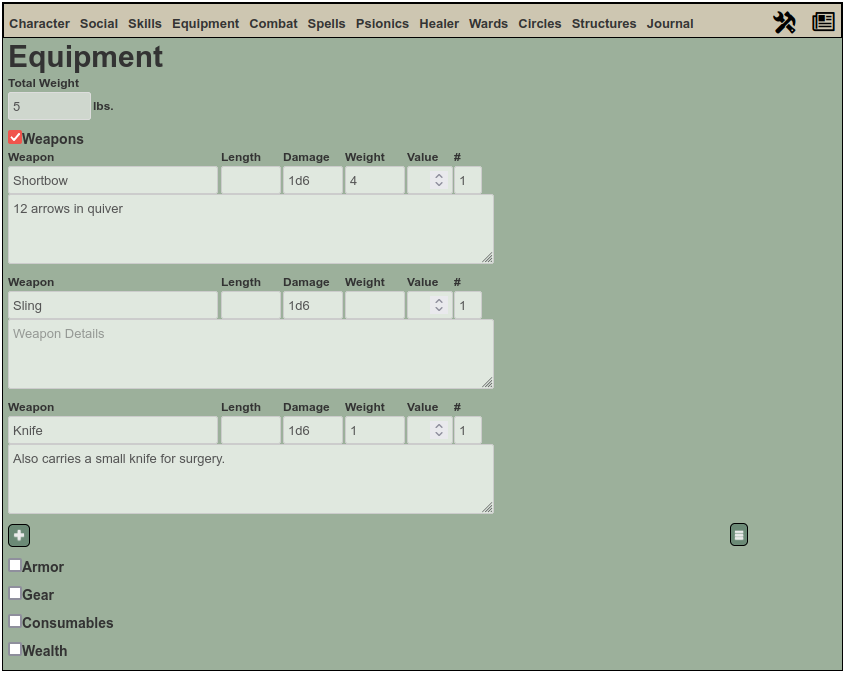 Character Social Skills Equipment Combat Spells Psionics Healer Wards Circles Structures Journal
Equipment
Total Weight
5 lbs.
Weapons
Weapon Length Damage Weight Value #
Shortbow 1d6 4 1
12 arrows in quiver
Weapon Length Damage Weight Value #
Sling 1d6 1
Weapon Details
Weapon Length Damage Weight Value #
Knife 1d6 1 1
Also carries a small knife for surgery.
Armor
Gear
Consumables
Wealth